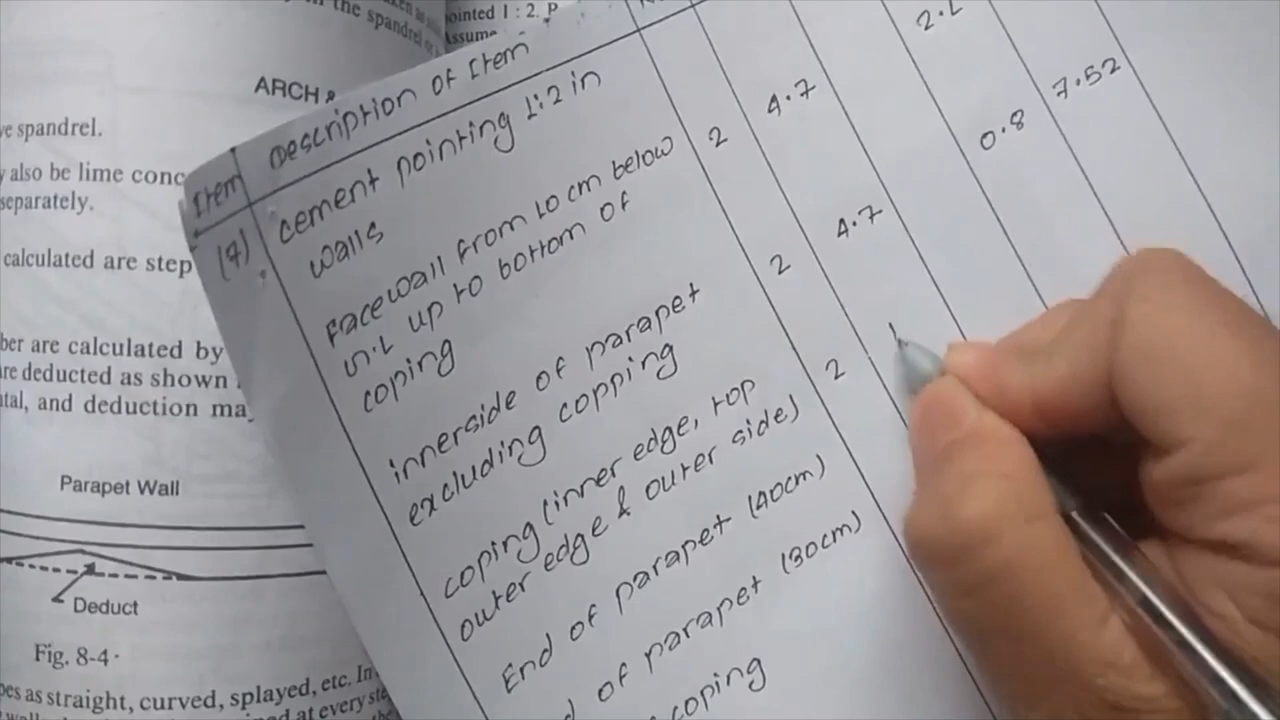 the spandrel
ointed 1 : 2. P
Assume
ARCH &
ve spandrel.
y also be lime conc
separately.
calculated are step
ber are calculated by
re deducted as shown
tal, and deduction ma
Parapet Wall
Deduct
Fig. 8-4.
pes as straight, curved, splayed, etc. In
at every ste
Item Description of Item
(7) cement pointing 1:2 in
walls
Facewall from 10 cm below 2 4.7 2.2
w.L up to bottom of
coping
innerside of parapet 2 4.7 0.8 7.52
excluding copping
coping (inner edge, top 2
outer edge & outer side)
End of parapet (40cm)
d of parapet (30cm)
coping